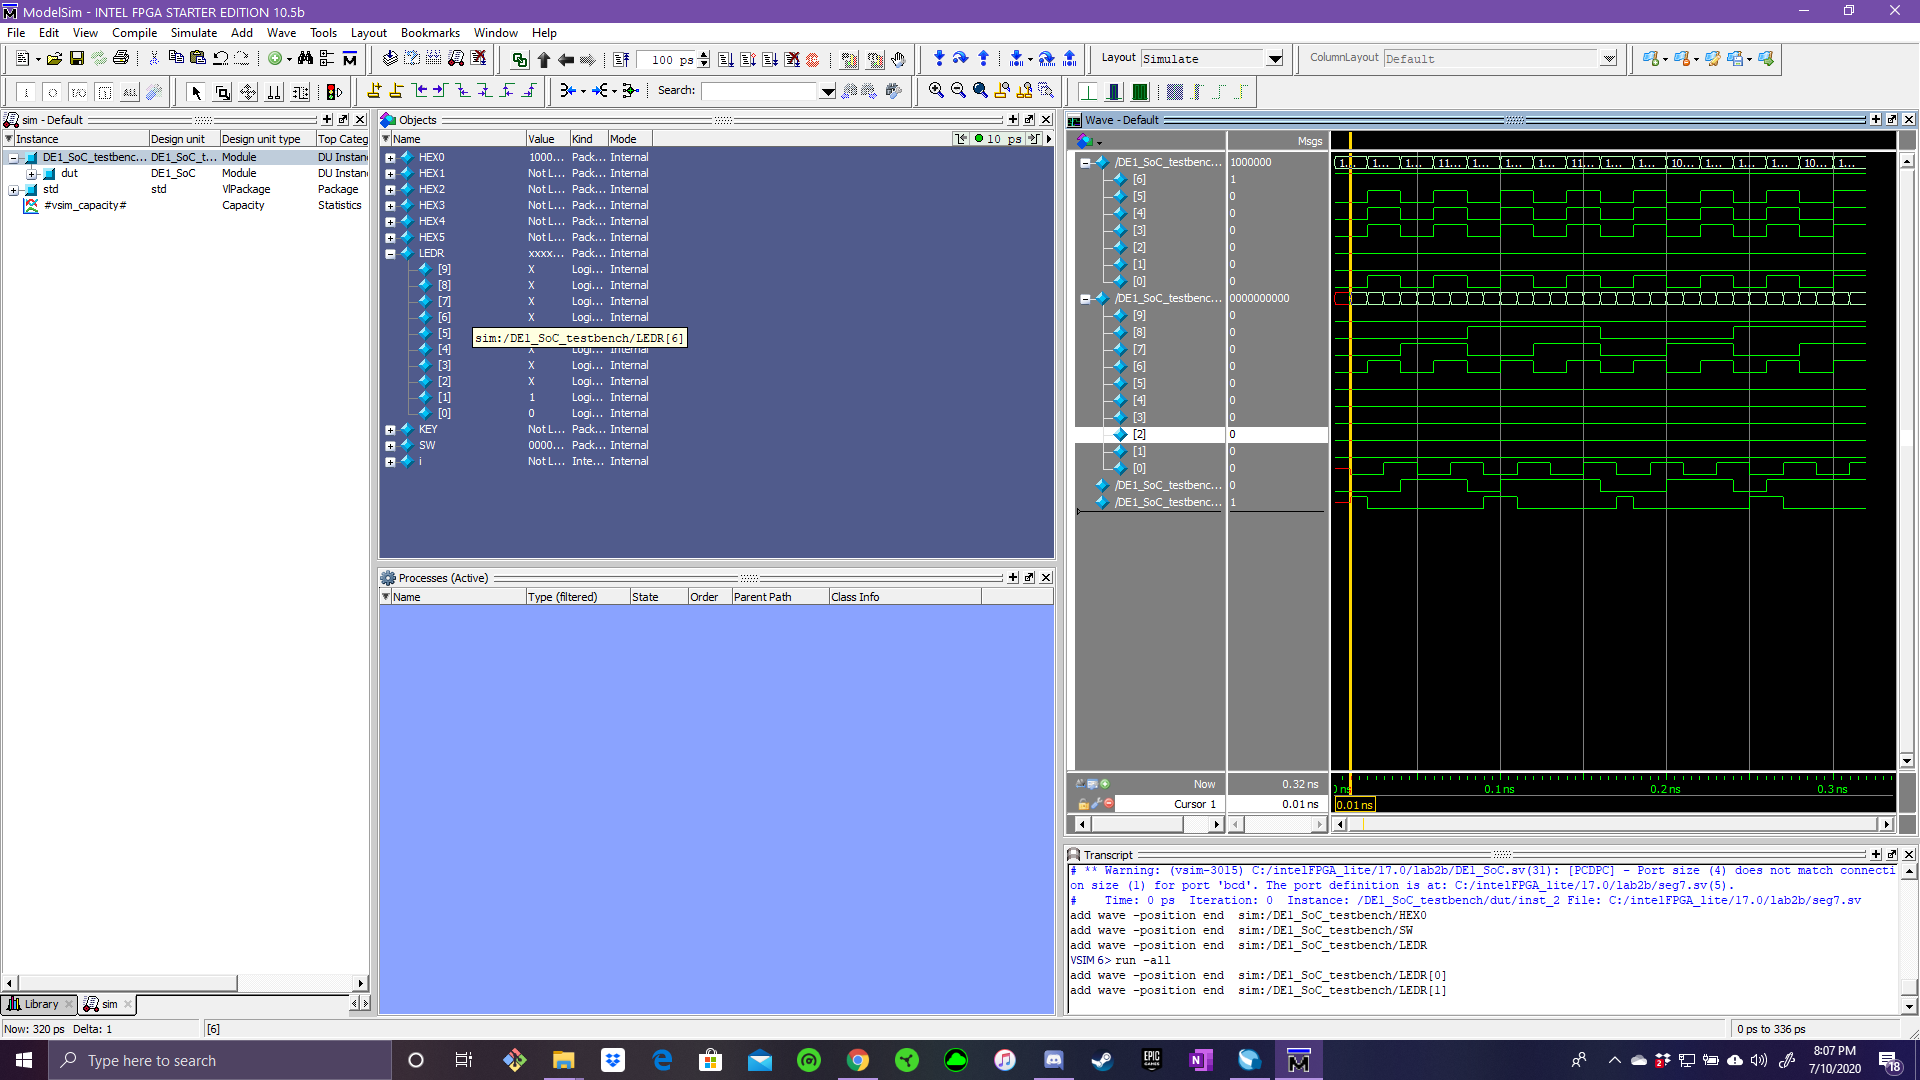 ModelSim - INTEL FPGA STARTER EDITION 10.5b
File Edit View Compile Simulate Add Wave Tools Layout Bookmarks Window Help
100 ps
Layout Simulate
ColumnLayout Default
Search:
sim - Default
Instance Design unit Design unit type Top Categ
DE1_SoC_testbenc... DE1_SoC_t... Module DU Instan
dut DE1_SoC Module DU Instan
std std VlPackage Package
#vsim_capacity# Capacity Statistics
Library sim
Objects
Name Value Kind Mode
10 ps
HEX0 1000... Pack... Internal
HEX1 Not L... Pack... Internal
HEX2 Not L... Pack... Internal
HEX3 Not L... Pack... Internal
HEX4 Not L... Pack... Internal
HEX5 Not L... Pack... Internal
LEDR xxxx... Pack... Internal
[9] X Logi... Internal
[8] X Logi... Internal
[7] X Logi... Internal
[6] X Logi... Internal
[5]
sim:/DE1_SoC_testbench/LEDR[6]
[4] X Logi... Internal
[3] X Logi... Internal
[2] X Logi... Internal
[1] 1 Logi... Internal
[0] 0 Logi... Internal
KEY Not L... Pack... Internal
SW 0000... Pack... Internal
i Not L... Inte... Internal
Processes (Active)
Name Type (filtered) State Order Parent Path Class Info
Wave - Default
Msgs
/DE1_SoC_testbenc... 1000000 1... 1... 1... 11... 1... 1... 1... 11... 1... 1... 10... 1... 1... 1... 10... 1...
[6] 1
[5] 0
[4] 0
[3] 0
[2] 0
[1] 0
[0] 0
/DE1_SoC_testbenc... 0000000000
[9] 0
[8] 0
[7] 0
[6] 0
[5] 0
[4] 0
[3] 0
[2] 0
[1] 0
[0] 0
/DE1_SoC_testbenc... 0
/DE1_SoC_testbenc... 1
Now 0.32 ns 0.1 ns 0.2 ns 0.3 ns
Cursor 1 0.01 ns 0.01 ns
Transcript
# ** Warning: (vsim-3015) C:/intelFPGA_lite/17.0/lab2b/DE1_SoC.sv(31): [PCDPC] - Port size (4) does not match connecti
on size (1) for port 'bcd'. The port definition is at: C:/intelFPGA_lite/17.0/lab2b/seg7.sv(5).
# Time: 0 ps Iteration: 0 Instance: /DE1_SoC_testbench/dut/inst_2 File: C:/intelFPGA_lite/17.0/lab2b/seg7.sv
add wave -position end sim:/DE1_SoC_testbench/HEX0
add wave -position end sim:/DE1_SoC_testbench/SW
add wave -position end sim:/DE1_SoC_testbench/LEDR
VSIM 6> run -all
add wave -position end sim:/DE1_SoC_testbench/LEDR[0]
add wave -position end sim:/DE1_SoC_testbench/LEDR[1]
Now: 320 ps Delta: 1 [6] 0 ps to 336 ps
Type here to search
8:07 PM
7/10/2020
18